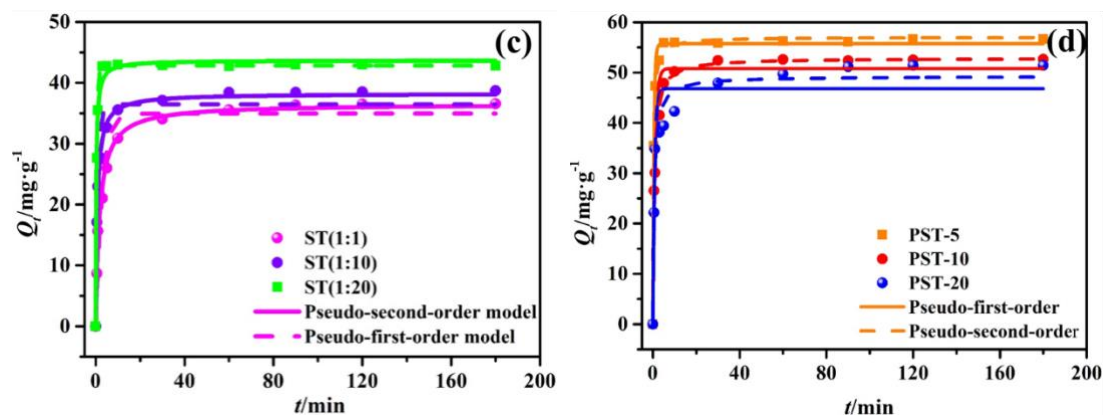 (c)
50
40
30
20
10
0
Qt/mg·g-1
ST(1:1)
ST(1:10)
ST(1:20)
Pseudo-second-order model
Pseudo-first-order model
0 40 80 120 160 200
t/min
(d)
60
50
40
30
20
10
0
Qt/mg·g-1
PST-5
PST-10
PST-20
Pseudo-first-order
Pseudo-second-order
0 40 80 120 160 200
t/min